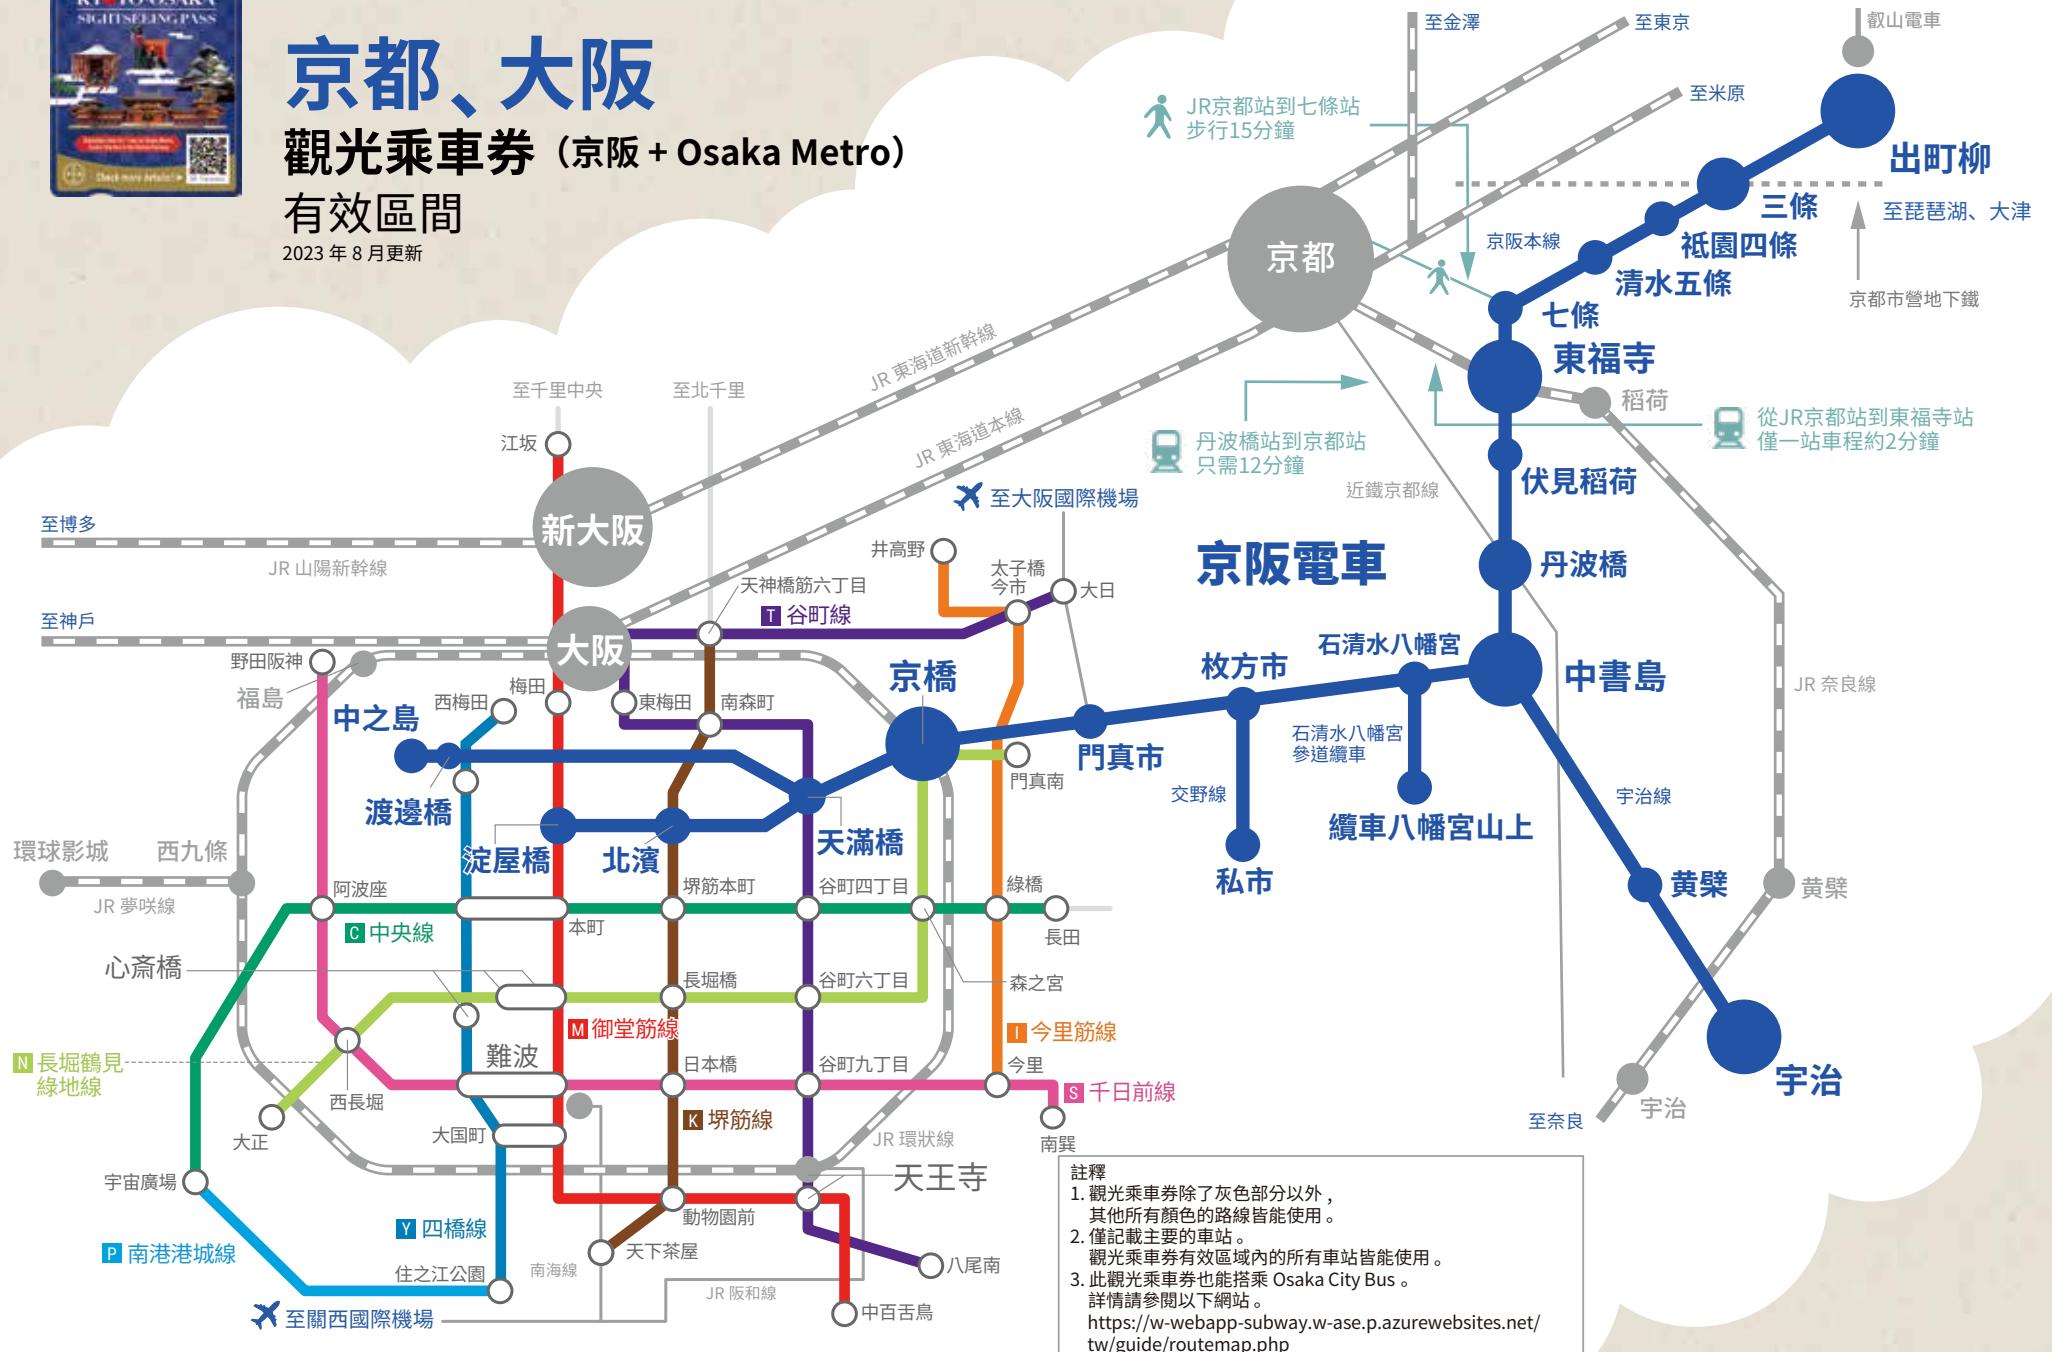 KYOTO-OSAKA
SIGHTSEEING PASS
Check more details!
京都、大阪
觀光乘車券（京阪 + Osaka Metro）
有效區間
2023 年 8 月更新
至金澤
至東京
叡山電車
至米原
JR京都站到七條站
步行15分鐘
出町柳
三條
至琵琶湖、大津
祇園四條
京阪本線
清水五條
京都市營地下鐵
京都
七條
東福寺
稻荷
JR 東海道新幹線
從JR京都站到東福寺站
僅一站車程約2分鐘
丹波橋站到京都站
只需12分鐘
JR 東海道本線
近鐵京都線
伏見稻荷
至千里中央
至北千里
江坂
新大阪
至博多
JR 山陽新幹線
至大阪國際機場
井高野
太子橋
今市
大日
京阪電車
丹波橋
天神橋筋六丁目
T 谷町線
至神戶
大阪
野田阪神
福島
西梅田
梅田
東梅田
南森町
京橋
枚方市
石清水八幡宮
中書島
JR 奈良線
中之島
渡邊橋
淀屋橋
北濱
天滿橋
門真南
門真市
石清水八幡宮
參道纜車
交野線
宇治線
纜車八幡宮山上
私市
黄檗
黄檗
環球影城
西九條
JR 夢咲線
阿波座
C 中央線
本町
堺筋本町
谷町四丁目
綠橋
長田
心斎橋
長堀橋
谷町六丁目
森之宮
M 御堂筋線
I 今里筋線
N 長堀鶴見
綠地線
難波
日本橋
谷町九丁目
今里
S 千日前線
西長堀
大正
大国町
K 堺筋線
JR 環狀線
南巽
宇治
宇治
至奈良
宇宙廣場
天王寺
動物園前
Y 四橋線
P 南港港城線
天下茶屋
八尾南
住之江公園
南海線
JR 阪和線
中百舌鳥
至關西國際機場
註釋
1. 觀光乘車券除了灰色部分以外，
其他所有顏色的路線皆能使用。
2. 僅記載主要的車站。
觀光乘車券有效區域內的所有車站皆能使用。
3. 此觀光乘車券也能搭乘 Osaka City Bus。
詳情請參閱以下網站。
https://w-webapp-subway.w-ase.p.azurewebsites.net/
tw/guide/routemap.php